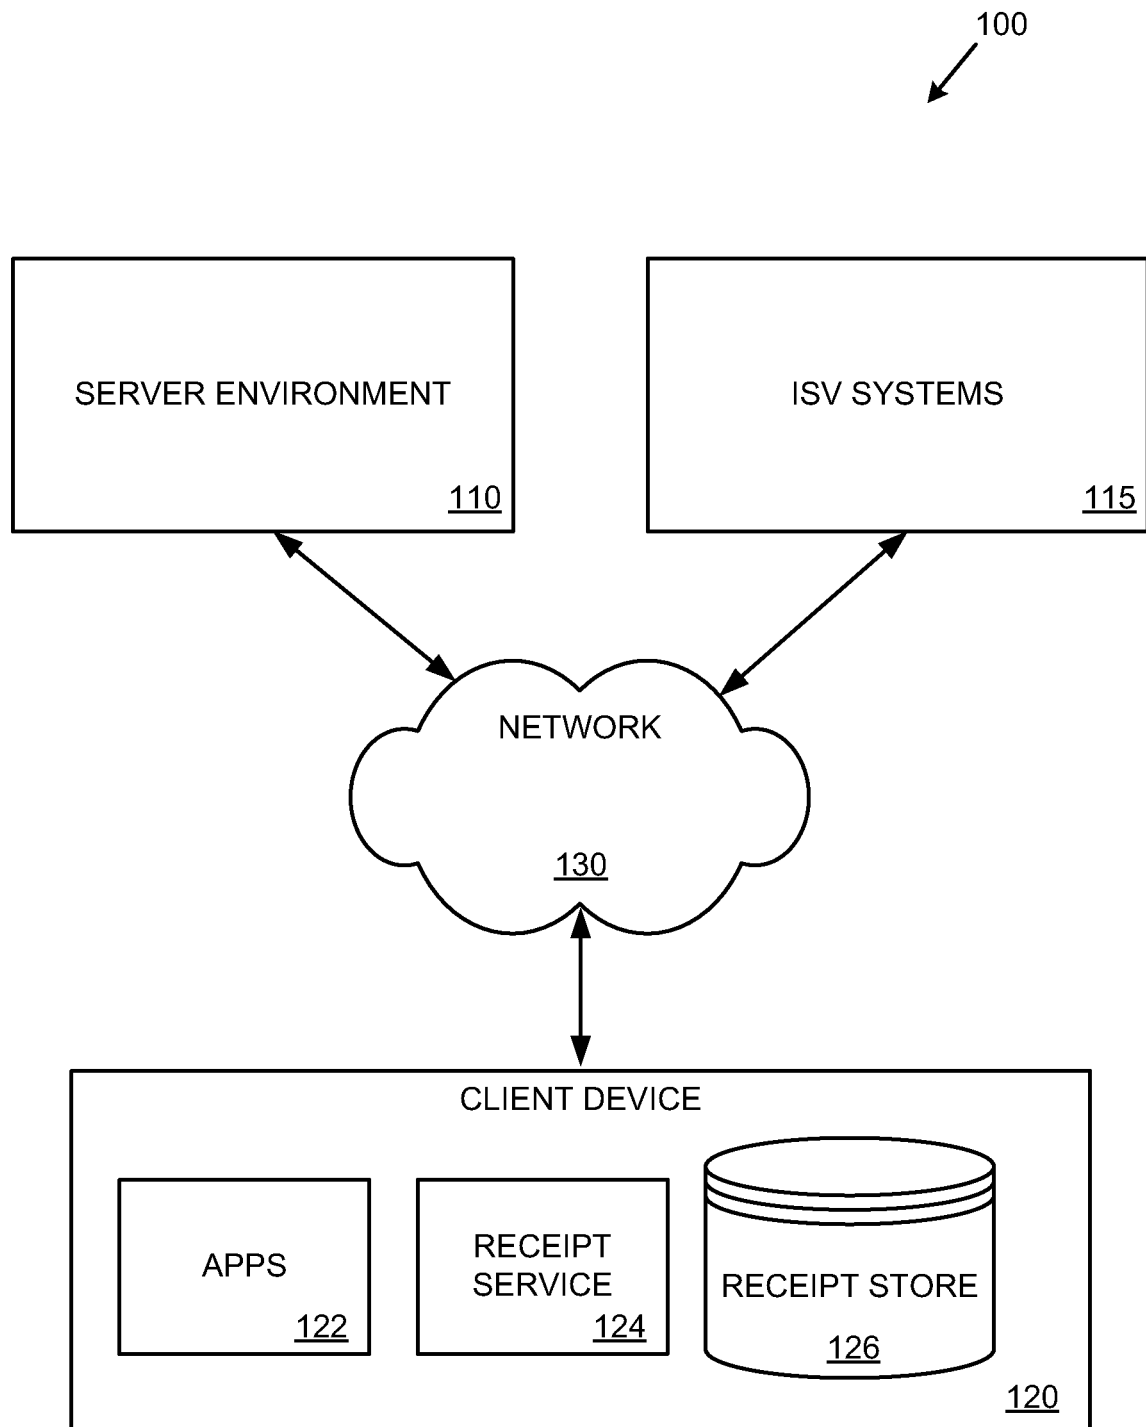 100
SERVER ENVIRONMENT
110
ISV SYSTEMS
115
NETWORK
130
CLIENT DEVICE
APPS
122
RECEIPT
SERVICE
124
RECEIPT STORE
126
120